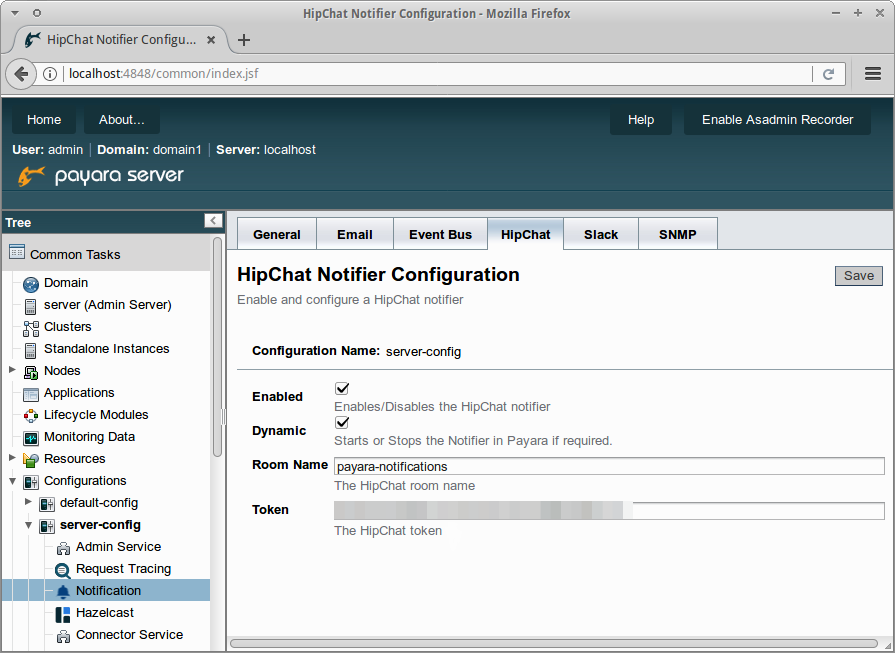 HipChat Notifier Configuration - Mozilla Firefox
HipChat Notifier Configu...
localhost:4848/common/index.jsf
Home About... Help Enable Asadmin Recorder
User: admin Domain: domain1 Server: localhost
payara server
Tree
Common Tasks
Domain
server (Admin Server)
Clusters
Standalone Instances
Nodes
Applications
Lifecycle Modules
Monitoring Data
Resources
Configurations
default-config
server-config
Admin Service
Request Tracing
Notification
Hazelcast
Connector Service
General Email Event Bus HipChat Slack SNMP
HipChat Notifier Configuration
Save
Enable and configure a HipChat notifier
Configuration Name: server-config
Enabled
Enables/Disables the HipChat notifier
Dynamic
Starts or Stops the Notifier in Payara if required.
Room Name payara-notifications
The HipChat room name
Token
The HipChat token